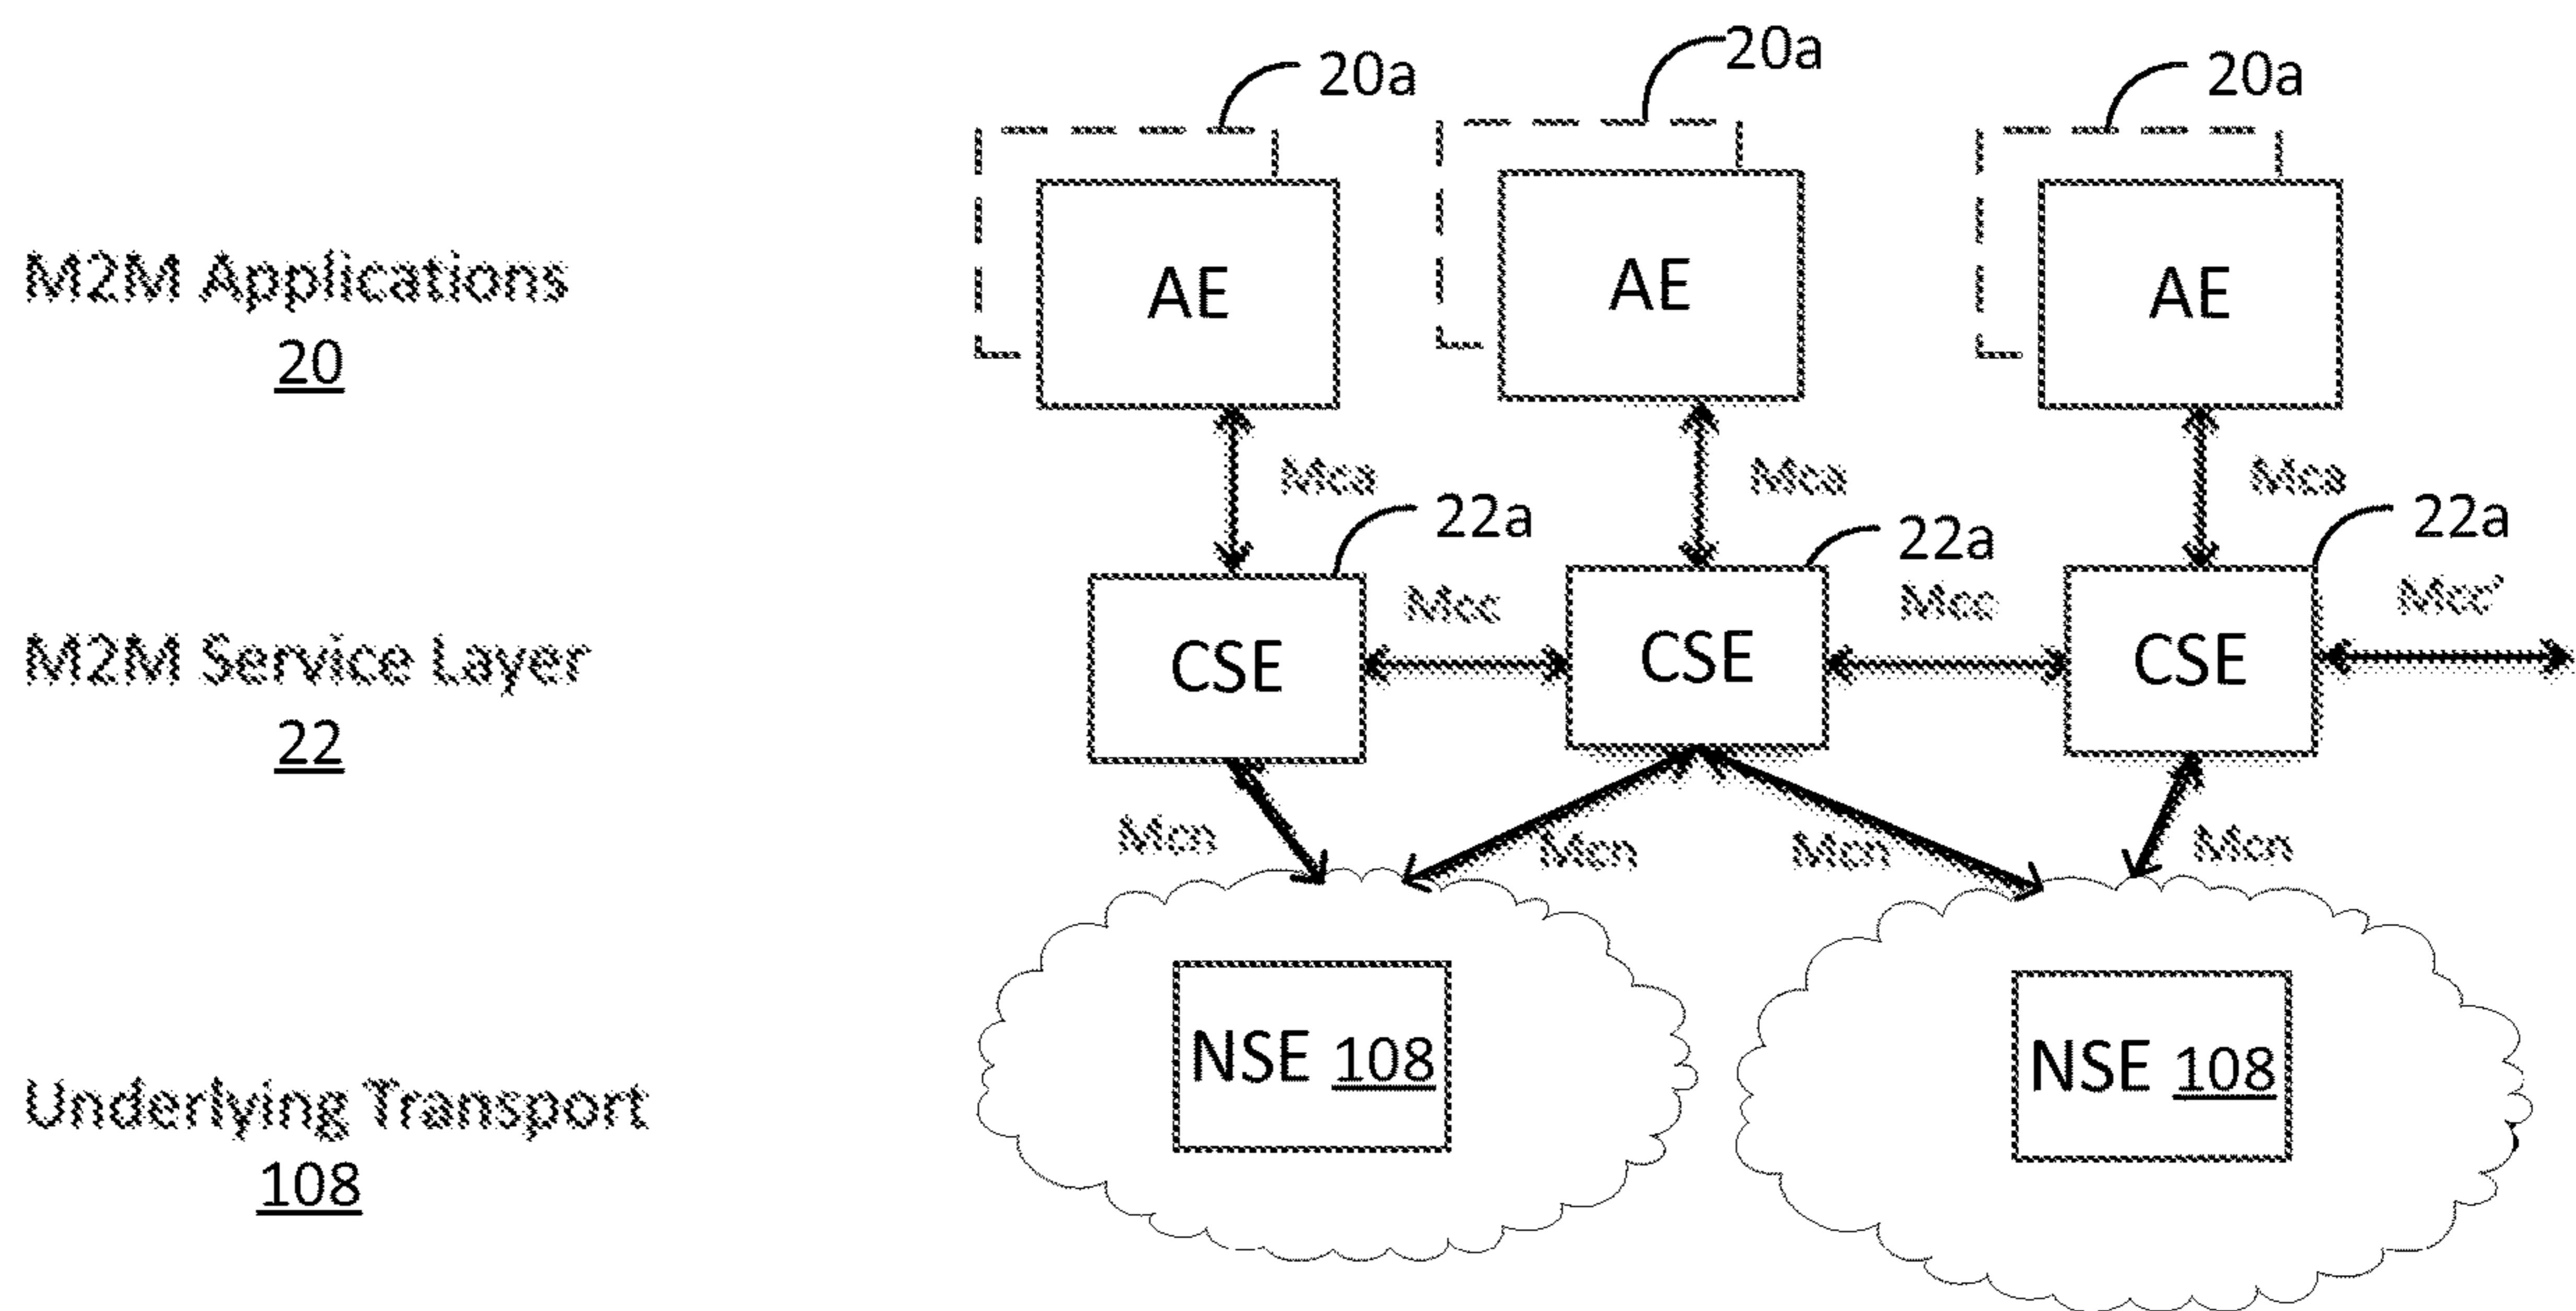 20a
20a
20a
M2M Applications
20
AE
AE
AE
Mca
Mca
Mca
22a
22a
22a
Mcc
Mcc
Mcc'
M2M Service Layer
22
CSE
CSE
CSE
Mcn
Mcn
Mcn
Mcn
NSE 108
NSE 108
Underlying Transport
108